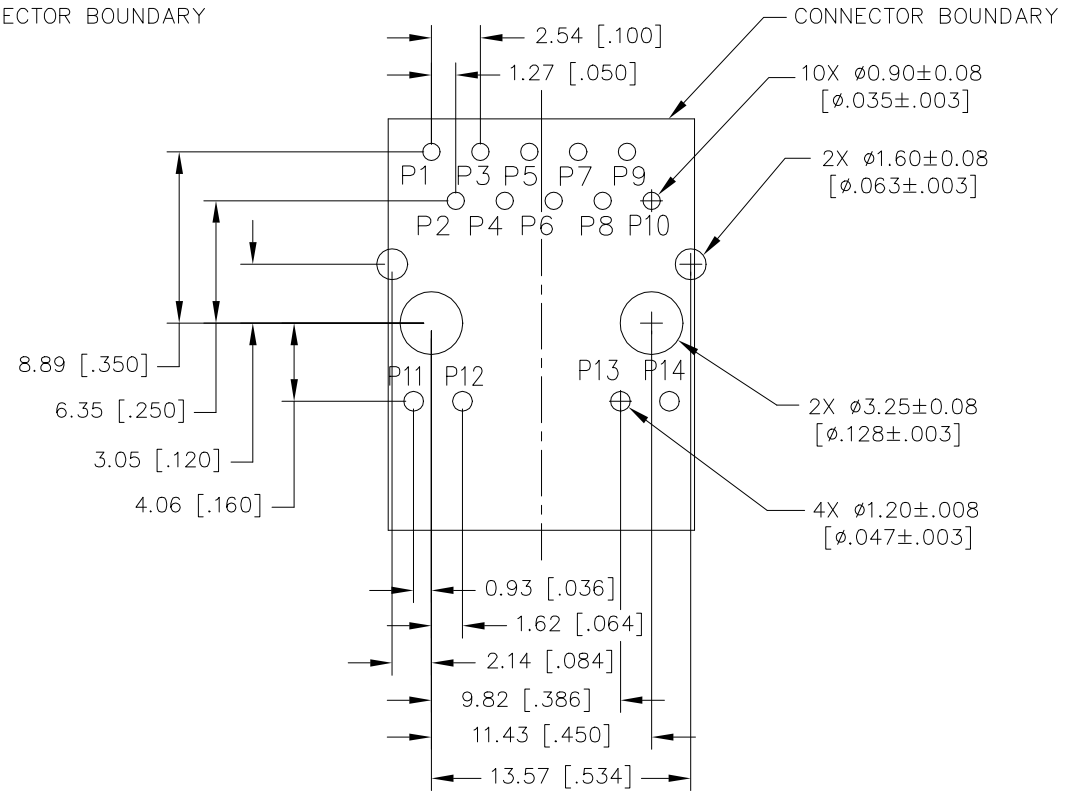 ECTOR BOUNDARY
CONNECTOR BOUNDARY
2.54 [.100]
1.27 [.050]
10X ø0.90±0.08
[ø.035±.003]
2X ø1.60±0.08
[ø.063±.003]
P1 P3 P5 P7 P9
P2 P4 P6 P8 P10
8.89 [.350]
6.35 [.250]
3.05 [.120]
4.06 [.160]
P11 P12 P13 P14
2X ø3.25±0.08
[ø.128±.003]
4X ø1.20±.008
[ø.047±.003]
0.93 [.036]
1.62 [.064]
2.14 [.084]
9.82 [.386]
11.43 [.450]
13.57 [.534]